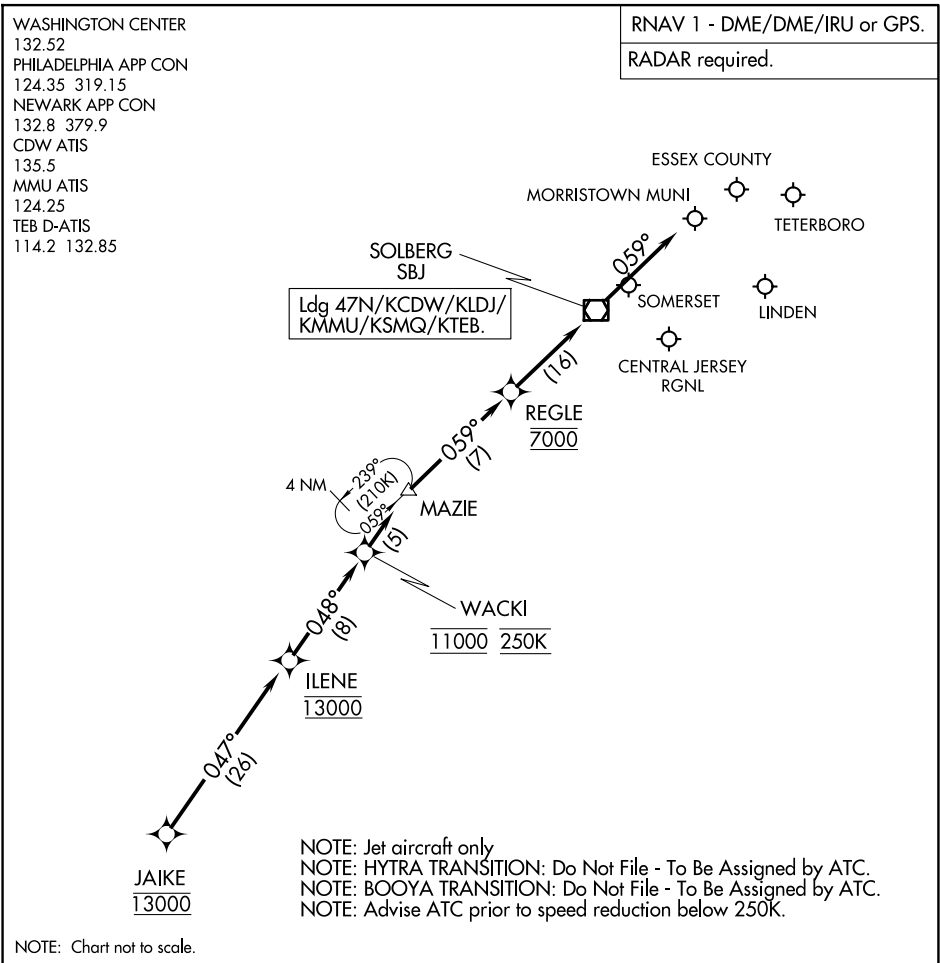 WASHINGTON CENTER
132.52
PHILADELPHIA APP CON
124.35 319.15
NEWARK APP CON
132.8 379.9
CDW ATIS
135.5
MMU ATIS
124.25
TEB D-ATIS
114.2 132.85
RNAV 1 - DME/DME/IRU or GPS.
RADAR required.
ESSEX COUNTY
MORRISTOWN MUNI
TETERBORO
SOLBERG
SBJ
059°
Ldg 47N/KCDW/KLDJ/
KMMU/KSMQ/KTEB.
SOMERSET
LINDEN
CENTRAL JERSEY
RGNL
(16)
REGLE
7000
059°
(7)
4 NM
239°
(210K)
059°
MAZIE
(5)
WACKI
11000 250K
048°
(8)
ILENE
13000
047°
(26)
JAIKE
13000
NOTE: Jet aircraft only
NOTE: HYTRA TRANSITION: Do Not File - To Be Assigned by ATC.
NOTE: BOOYA TRANSITION: Do Not File - To Be Assigned by ATC.
NOTE: Advise ATC prior to speed reduction below 250K.
NOTE: Chart not to scale.